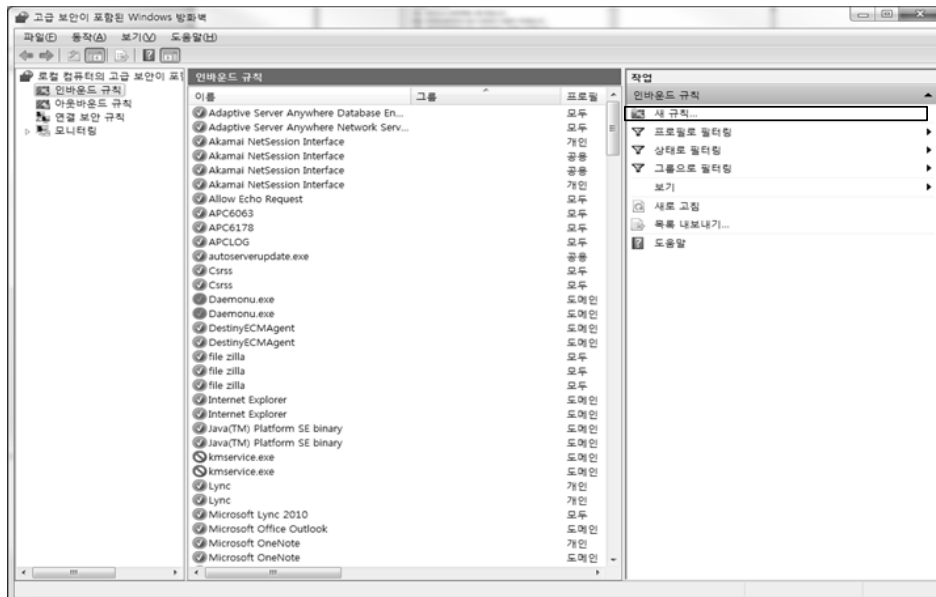 고급 보안이 포함된 Windows 방화벽
파일(F) 동작(A) 보기(V) 도움말(H)
로컬 컴퓨터의 고급 보안이 포
인바운드 규칙
아웃바운드 규칙
연결 보안 규칙
모니터링
인바운드 규칙
이름 그룹 프로필
Adaptive Server Anywhere Database En... 모두
Adaptive Server Anywhere Network Serv... 모두
Akamai NetSession Interface 개인
Akamai NetSession Interface 공용
Akamai NetSession Interface 공용
Akamai NetSession Interface 개인
Allow Echo Request 모두
APC6063 모두
APC6178 모두
APCLOG 모두
autoserverupdate.exe 공용
Csrss 모두
Csrss 모두
Daemonu.exe 도메인
Daemonu.exe 도메인
DestinyECMAgent 도메인
DestinyECMAgent 도메인
file zilla 모두
file zilla 모두
file zilla 모두
Internet Explorer 도메인
Internet Explorer 도메인
Java(TM) Platform SE binary 도메인
Java(TM) Platform SE binary 도메인
kmservice.exe 도메인
kmservice.exe 도메인
Lync 개인
Lync 개인
Microsoft Lync 2010 모두
Microsoft Office Outlook 도메인
Microsoft OneNote 개인
Microsoft OneNote 도메인
작업
인바운드 규칙
새 규칙...
프로필로 필터링
상태로 필터링
그룹으로 필터링
보기
새로 고침
목록 내보내기...
도움말